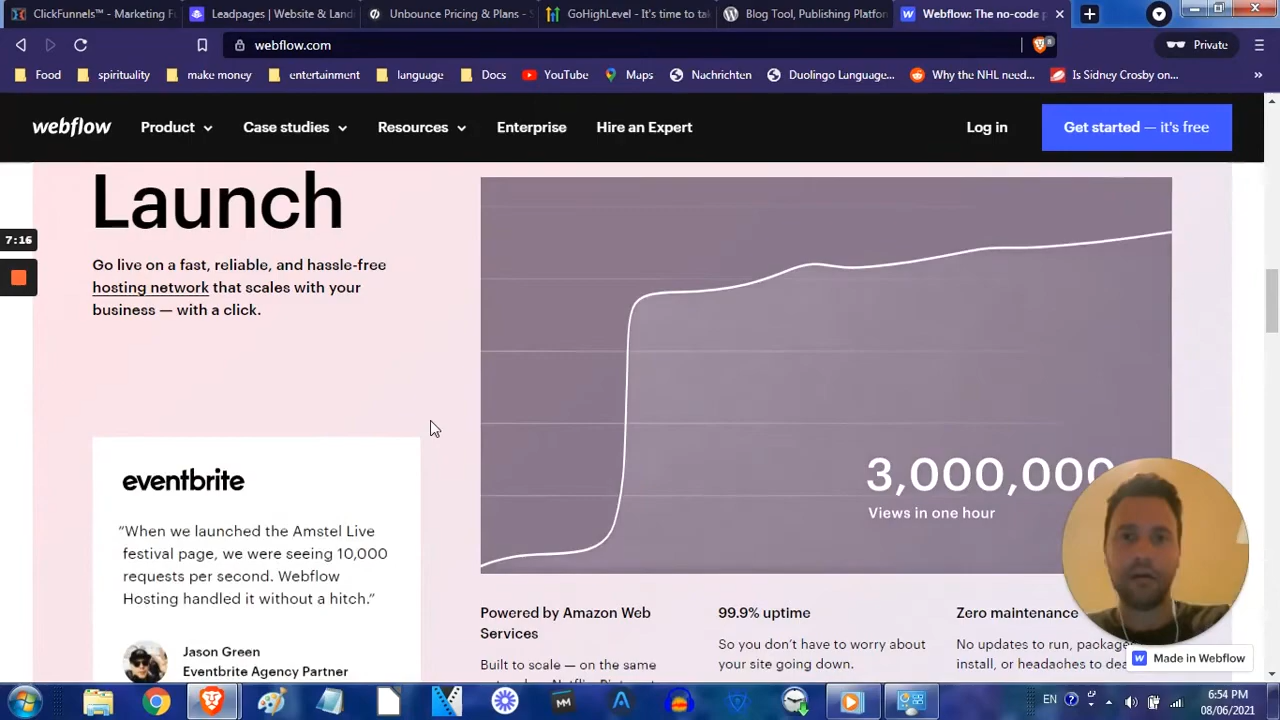 ClickFunnels™ - Marketing Fu
Leadpages | Website & Landi
Unbounce Pricing & Plans -
GoHighLevel - It's time to tak
Blog Tool, Publishing Platfor
Webflow: The no-code p
webflow.com
Private
Food
spirituality
make money
entertainment
language
Docs
YouTube
Maps
Nachrichten
Duolingo Language...
Why the NHL need...
Is Sidney Crosby on...
webflow
Product
Case studies
Resources
Enterprise
Hire an Expert
Log in
Get started — it's free
Launch
7:16
Go live on a fast, reliable, and hassle-free
hosting network that scales with your
business — with a click.
3,000,000
Views in one hour
eventbrite
“When we launched the Amstel Live
festival page, we were seeing 10,000
requests per second. Webflow
Hosting handled it without a hitch.”
Jason Green
Eventbrite Agency Partner
Powered by Amazon Web
Services
Built to scale — on the same
99.9% uptime
So you don’t have to worry about
your site going down.
Zero maintenance
No updates to run, package
install, or headaches to dea
Made in Webflow
EN
6:54 PM
08/06/2021